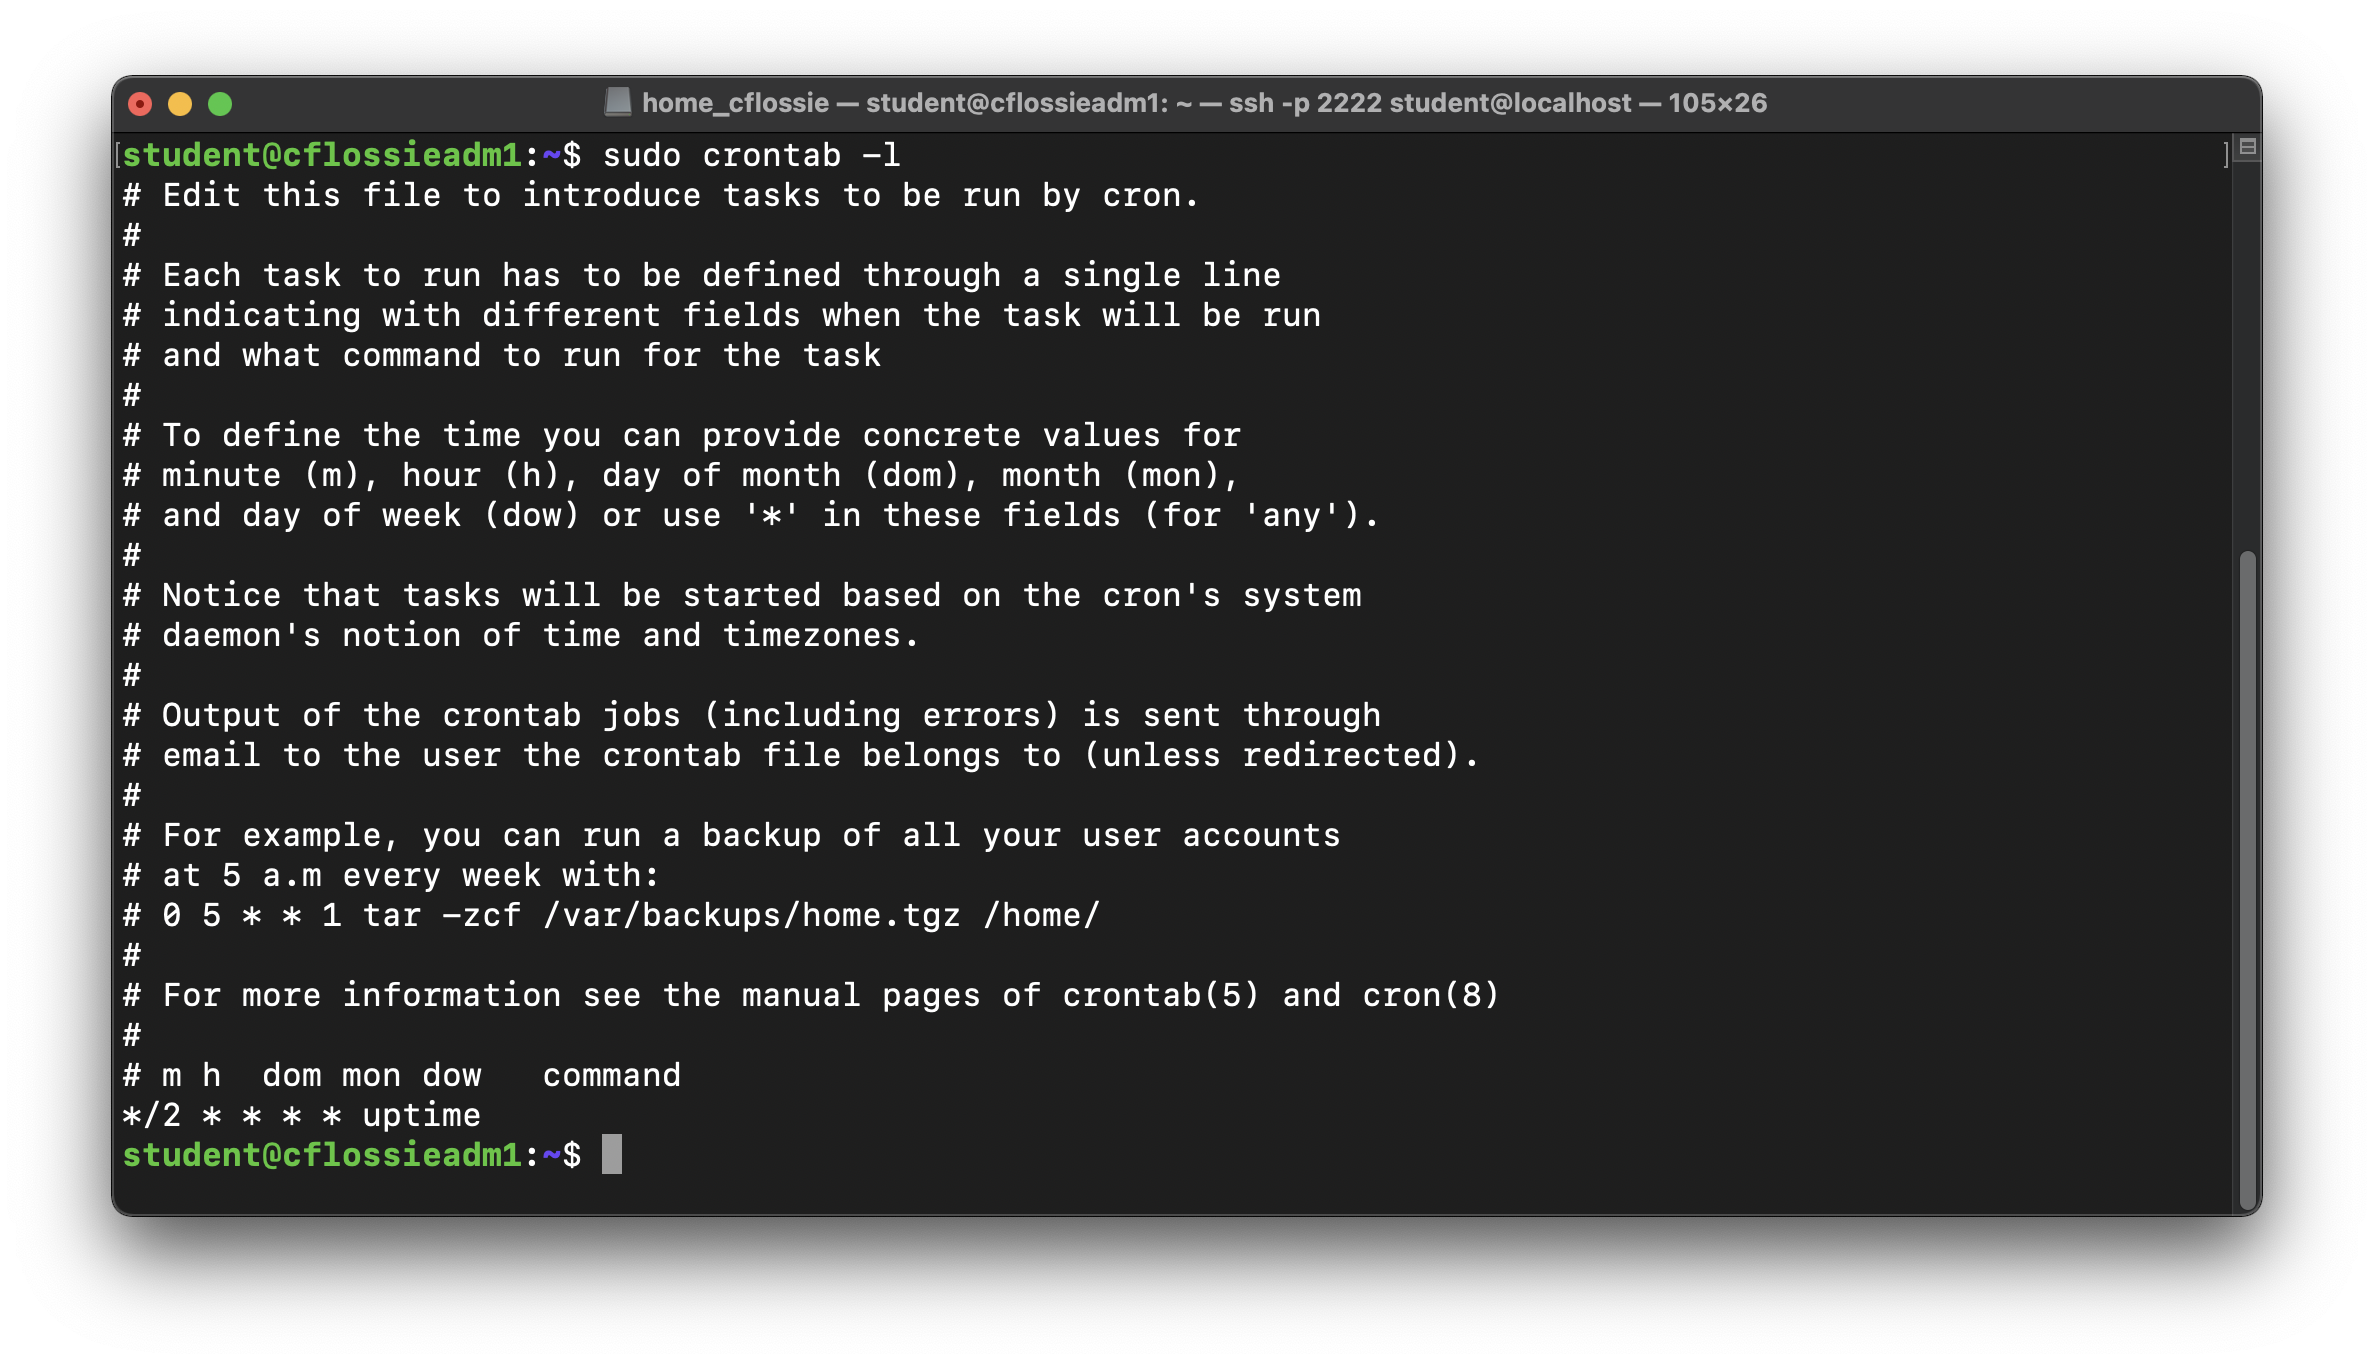 home_cflossie — student@cflossieadm1: ~ — ssh -p 2222 student@localhost — 105×26
[student@cflossieadm1:~$ sudo crontab -l ]
# Edit this file to introduce tasks to be run by cron.
#
# Each task to run has to be defined through a single line
# indicating with different fields when the task will be run
# and what command to run for the task
#
# To define the time you can provide concrete values for
# minute (m), hour (h), day of month (dom), month (mon),
# and day of week (dow) or use '*' in these fields (for 'any').
#
# Notice that tasks will be started based on the cron's system
# daemon's notion of time and timezones.
#
# Output of the crontab jobs (including errors) is sent through
# email to the user the crontab file belongs to (unless redirected).
#
# For example, you can run a backup of all your user accounts
# at 5 a.m every week with:
# 0 5 * * 1 tar -zcf /var/backups/home.tgz /home/
#
# For more information see the manual pages of crontab(5) and cron(8)
#
# m h  dom mon dow   command
*/2 * * * * uptime
student@cflossieadm1:~$